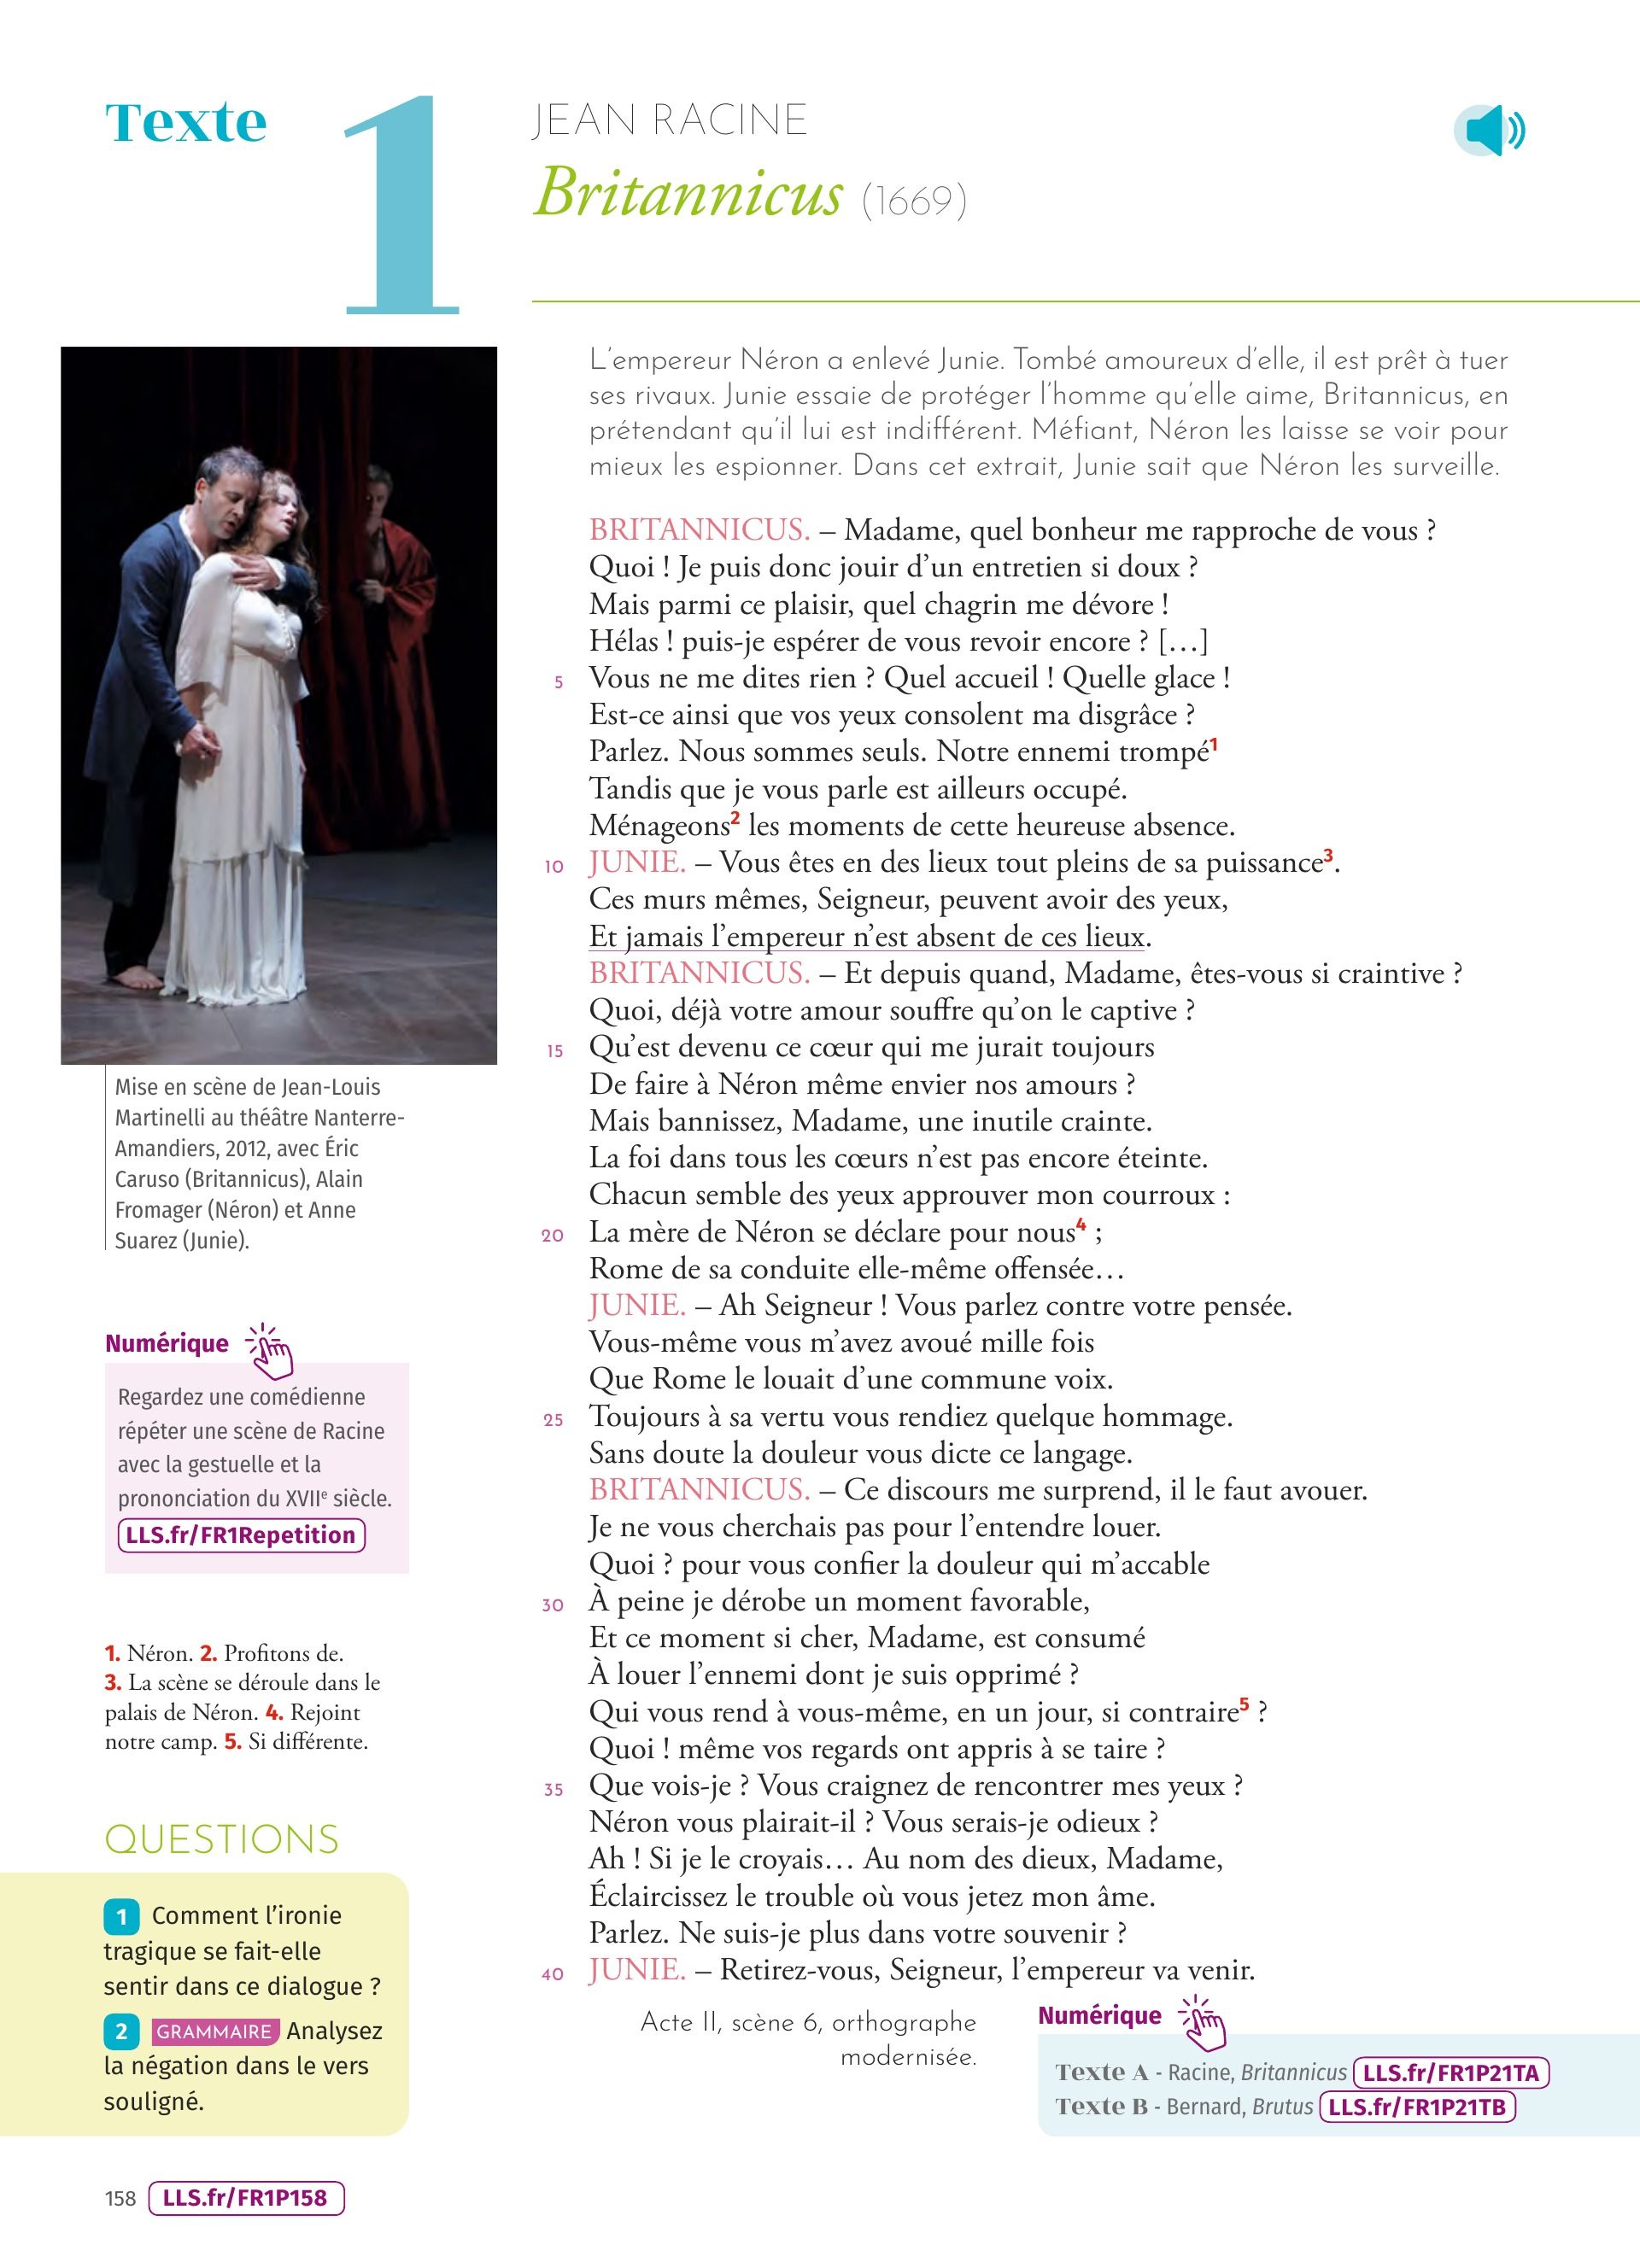 Texte 1
JEAN RACINE
Britannicus (1669)
L’empereur Néron a enlevé Junie. Tombé amoureux d’elle, il est prêt à tuer
ses rivaux. Junie essaie de protéger l’homme qu’elle aime, Britannicus, en
prétendant qu’il lui est indifférent. Méfiant, Néron les laisse se voir pour
mieux les espionner. Dans cet extrait, Junie sait que Néron les surveille.
BRITANNICUS. – Madame, quel bonheur me rapproche de vous ?
Quoi ! Je puis donc jouir d’un entretien si doux ?
Mais parmi ce plaisir, quel chagrin me dévore !
Hélas ! puis-je espérer de vous revoir encore ? […]
5 Vous ne me dites rien ? Quel accueil ! Quelle glace !
Est-ce ainsi que vos yeux consolent ma disgrâce ?
Parlez. Nous sommes seuls. Notre ennemi trompé1
Tandis que je vous parle est ailleurs occupé.
Ménageons2 les moments de cette heureuse absence.
10 JUNIE. – Vous êtes en des lieux tout pleins de sa puissance3.
Ces murs mêmes, Seigneur, peuvent avoir des yeux,
Et jamais l’empereur n’est absent de ces lieux.
BRITANNICUS. – Et depuis quand, Madame, êtes-vous si craintive ?
Quoi, déjà votre amour souffre qu’on le captive ?
15 Qu’est devenu ce cœur qui me jurait toujours
De faire à Néron même envier nos amours ?
Mais bannissez, Madame, une inutile crainte.
La foi dans tous les cœurs n’est pas encore éteinte.
Chacun semble des yeux approuver mon courroux :
20 La mère de Néron se déclare pour nous4 ;
Rome de sa conduite elle-même offensée…
JUNIE. – Ah Seigneur ! Vous parlez contre votre pensée.
Vous-même vous m’avez avoué mille fois
Que Rome le louait d’une commune voix.
25 Toujours à sa vertu vous rendiez quelque hommage.
Sans doute la douleur vous dicte ce langage.
BRITANNICUS. – Ce discours me surprend, il le faut avouer.
Je ne vous cherchais pas pour l’entendre louer.
Quoi ? pour vous confier la douleur qui m’accable
30 À peine je dérobe un moment favorable,
Et ce moment si cher, Madame, est consumé
À louer l’ennemi dont je suis opprimé ?
Qui vous rend à vous-même, en un jour, si contraire5 ?
Quoi ! même vos regards ont appris à se taire ?
35 Que vois-je ? Vous craignez de rencontrer mes yeux ?
Néron vous plairait-il ? Vous serais-je odieux ?
Ah ! Si je le croyais… Au nom des dieux, Madame,
Éclaircissez le trouble où vous jetez mon âme.
Parlez. Ne suis-je plus dans votre souvenir ?
40 JUNIE. – Retirez-vous, Seigneur, l’empereur va venir.
Acte II, scène 6, orthographe
modernisée.
Mise en scène de Jean-Louis
Martinelli au théâtre Nanterre-
Amandiers, 2012, avec Éric
Caruso (Britannicus), Alain
Fromager (Néron) et Anne
Suarez (Junie).
Numérique
Regardez une comédienne
répéter une scène de Racine
avec la gestuelle et la
prononciation du XVIIe siècle.
LLS.fr/FR1Repetition
1. Néron. 2. Profitons de.
3. La scène se déroule dans le
palais de Néron. 4. Rejoint
notre camp. 5. Si différente.
QUESTIONS
1 Comment l’ironie
tragique se fait-elle
sentir dans ce dialogue ?
2 GRAMMAIRE Analysez
la négation dans le vers
souligné.
Numérique
Texte A - Racine, Britannicus LLS.fr/FR1P21TA
Texte B - Bernard, Brutus LLS.fr/FR1P21TB
158 LLS.fr/FR1P158